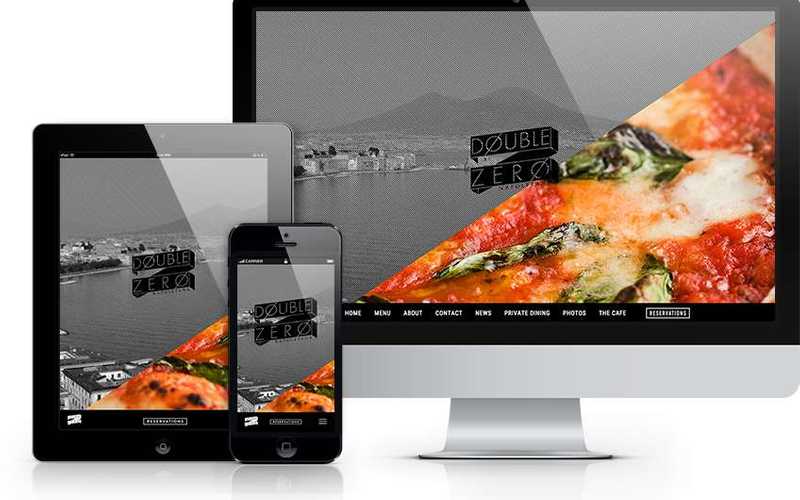 DØUBLE
ZERØ
NAPOLETANA
HOME MENU ABOUT CONTACT NEWS PRIVATE DINING PHOTOS THE CAFE RESERVATIONS
DØUBLE
ZERØ
RESERVATIONS
CARRIER
DØUBLE
ZERØ
RESERVATIONS